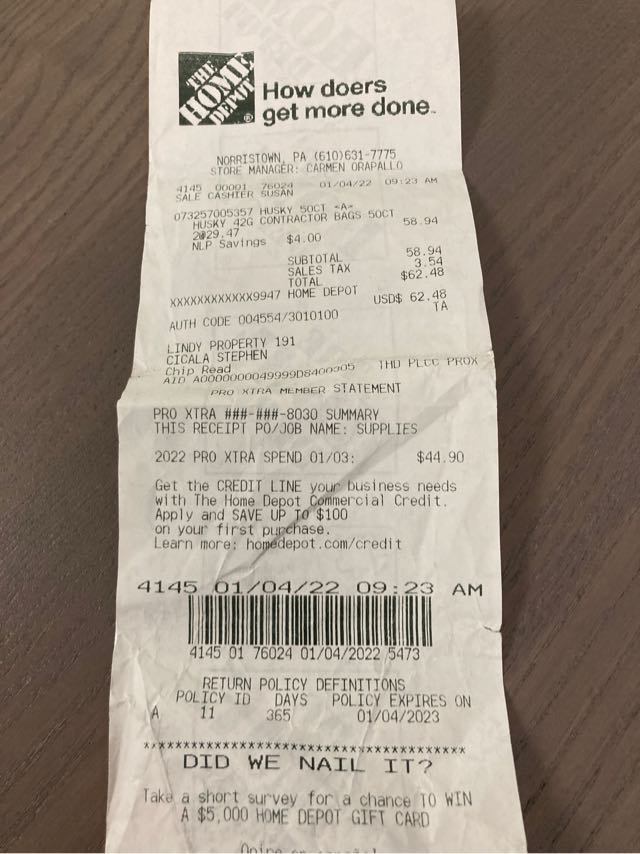 THE
HOME
DEPOT
How doers
get more done™
NORRISTOWN, PA (610)631-7775
STORE MANAGER: CARMEN ORAPALLO
4145 00001 76024 01/04/22 09:23 AM
SALE CASHIER SUSAN
073257005357 HUSKY 50CT <A>
HUSKY 42G CONTRACTOR BAGS 50CT
2@29.47 58.94
NLP Savings $4.00
SUBTOTAL 58.94
SALES TAX 3.54
TOTAL $62.48
XXXXXXXXXXXX9947 HOME DEPOT
USD$ 62.48
AUTH CODE 004554/3010100 TA
LINDY PROPERTY 191
CICALA STEPHEN
Chip Read
AID A0000000049999D8400305 THD PLCC PROX
PRO XTRA MEMBER STATEMENT
PRO XTRA ###-###-8030 SUMMARY
THIS RECEIPT PO/JOB NAME: SUPPLIES
2022 PRO XTRA SPEND 01/03: $44.90
Get the CREDIT LINE your business needs
with The Home Depot Commercial Credit.
Apply and SAVE UP TO $100
on your first purchase.
Learn more: homedepot.com/credit
4145 01/04/22 09:23 AM
4145 01 76024 01/04/2022 5473
RETURN POLICY DEFINITIONS
POLICY ID DAYS POLICY EXPIRES ON
A 11 365 01/04/2023
****************************************
DID WE NAIL IT?
Take a short survey for a chance TO WIN
A $5,000 HOME DEPOT GIFT CARD